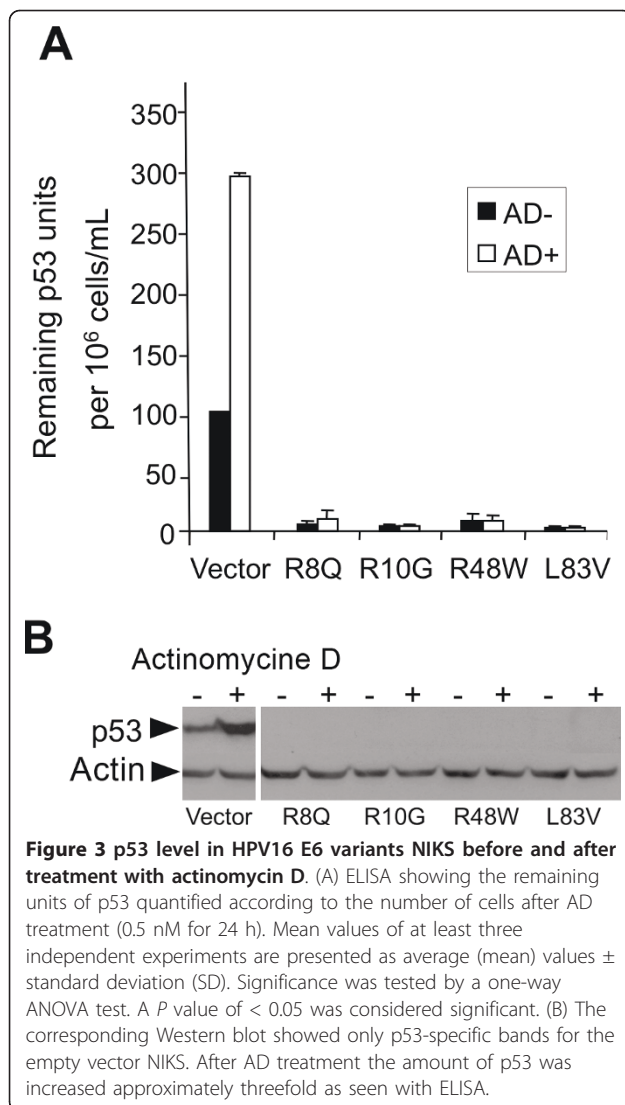 A
Remaining p53 units
per 10⁶ cells/mL
350
300
250
200
150
100
50
0
AD-
AD+
Vector R8Q R10G R48W L83V
B
Actinomycine D
- + - + - + - + - +
p53
Actin
Vector R8Q R10G R48W L83V
Figure 3 p53 level in HPV16 E6 variants NIKS before and after
treatment with actinomycin D. (A) ELISA showing the remaining
units of p53 quantified according to the number of cells after AD
treatment (0.5 nM for 24 h). Mean values of at least three
independent experiments are presented as average (mean) values ±
standard deviation (SD). Significance was tested by a one-way
ANOVA test. A P value of < 0.05 was considered significant. (B) The
corresponding Western blot showed only p53-specific bands for the
empty vector NIKS. After AD treatment the amount of p53 was
increased approximately threefold as seen with ELISA.